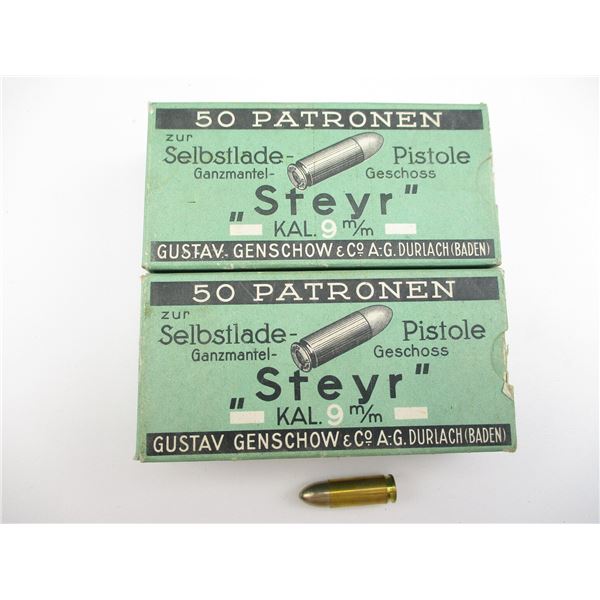 50 PATRONEN
zur
Selbstlade- Pistole
Ganzmantel- Geschoss
„Steyr"
KAL. 9 m/m
GUSTAV. GENSCHOW & Cº A.-G. DURLACH (BADEN)
50 PATRONEN
zur
Selbstlade- Pistole
Ganzmantel- Geschoss
„Steyr"
KAL. 9 m/m
GUSTAV GENSCHOW & Cº A.-G. DURLACH (BADEN)